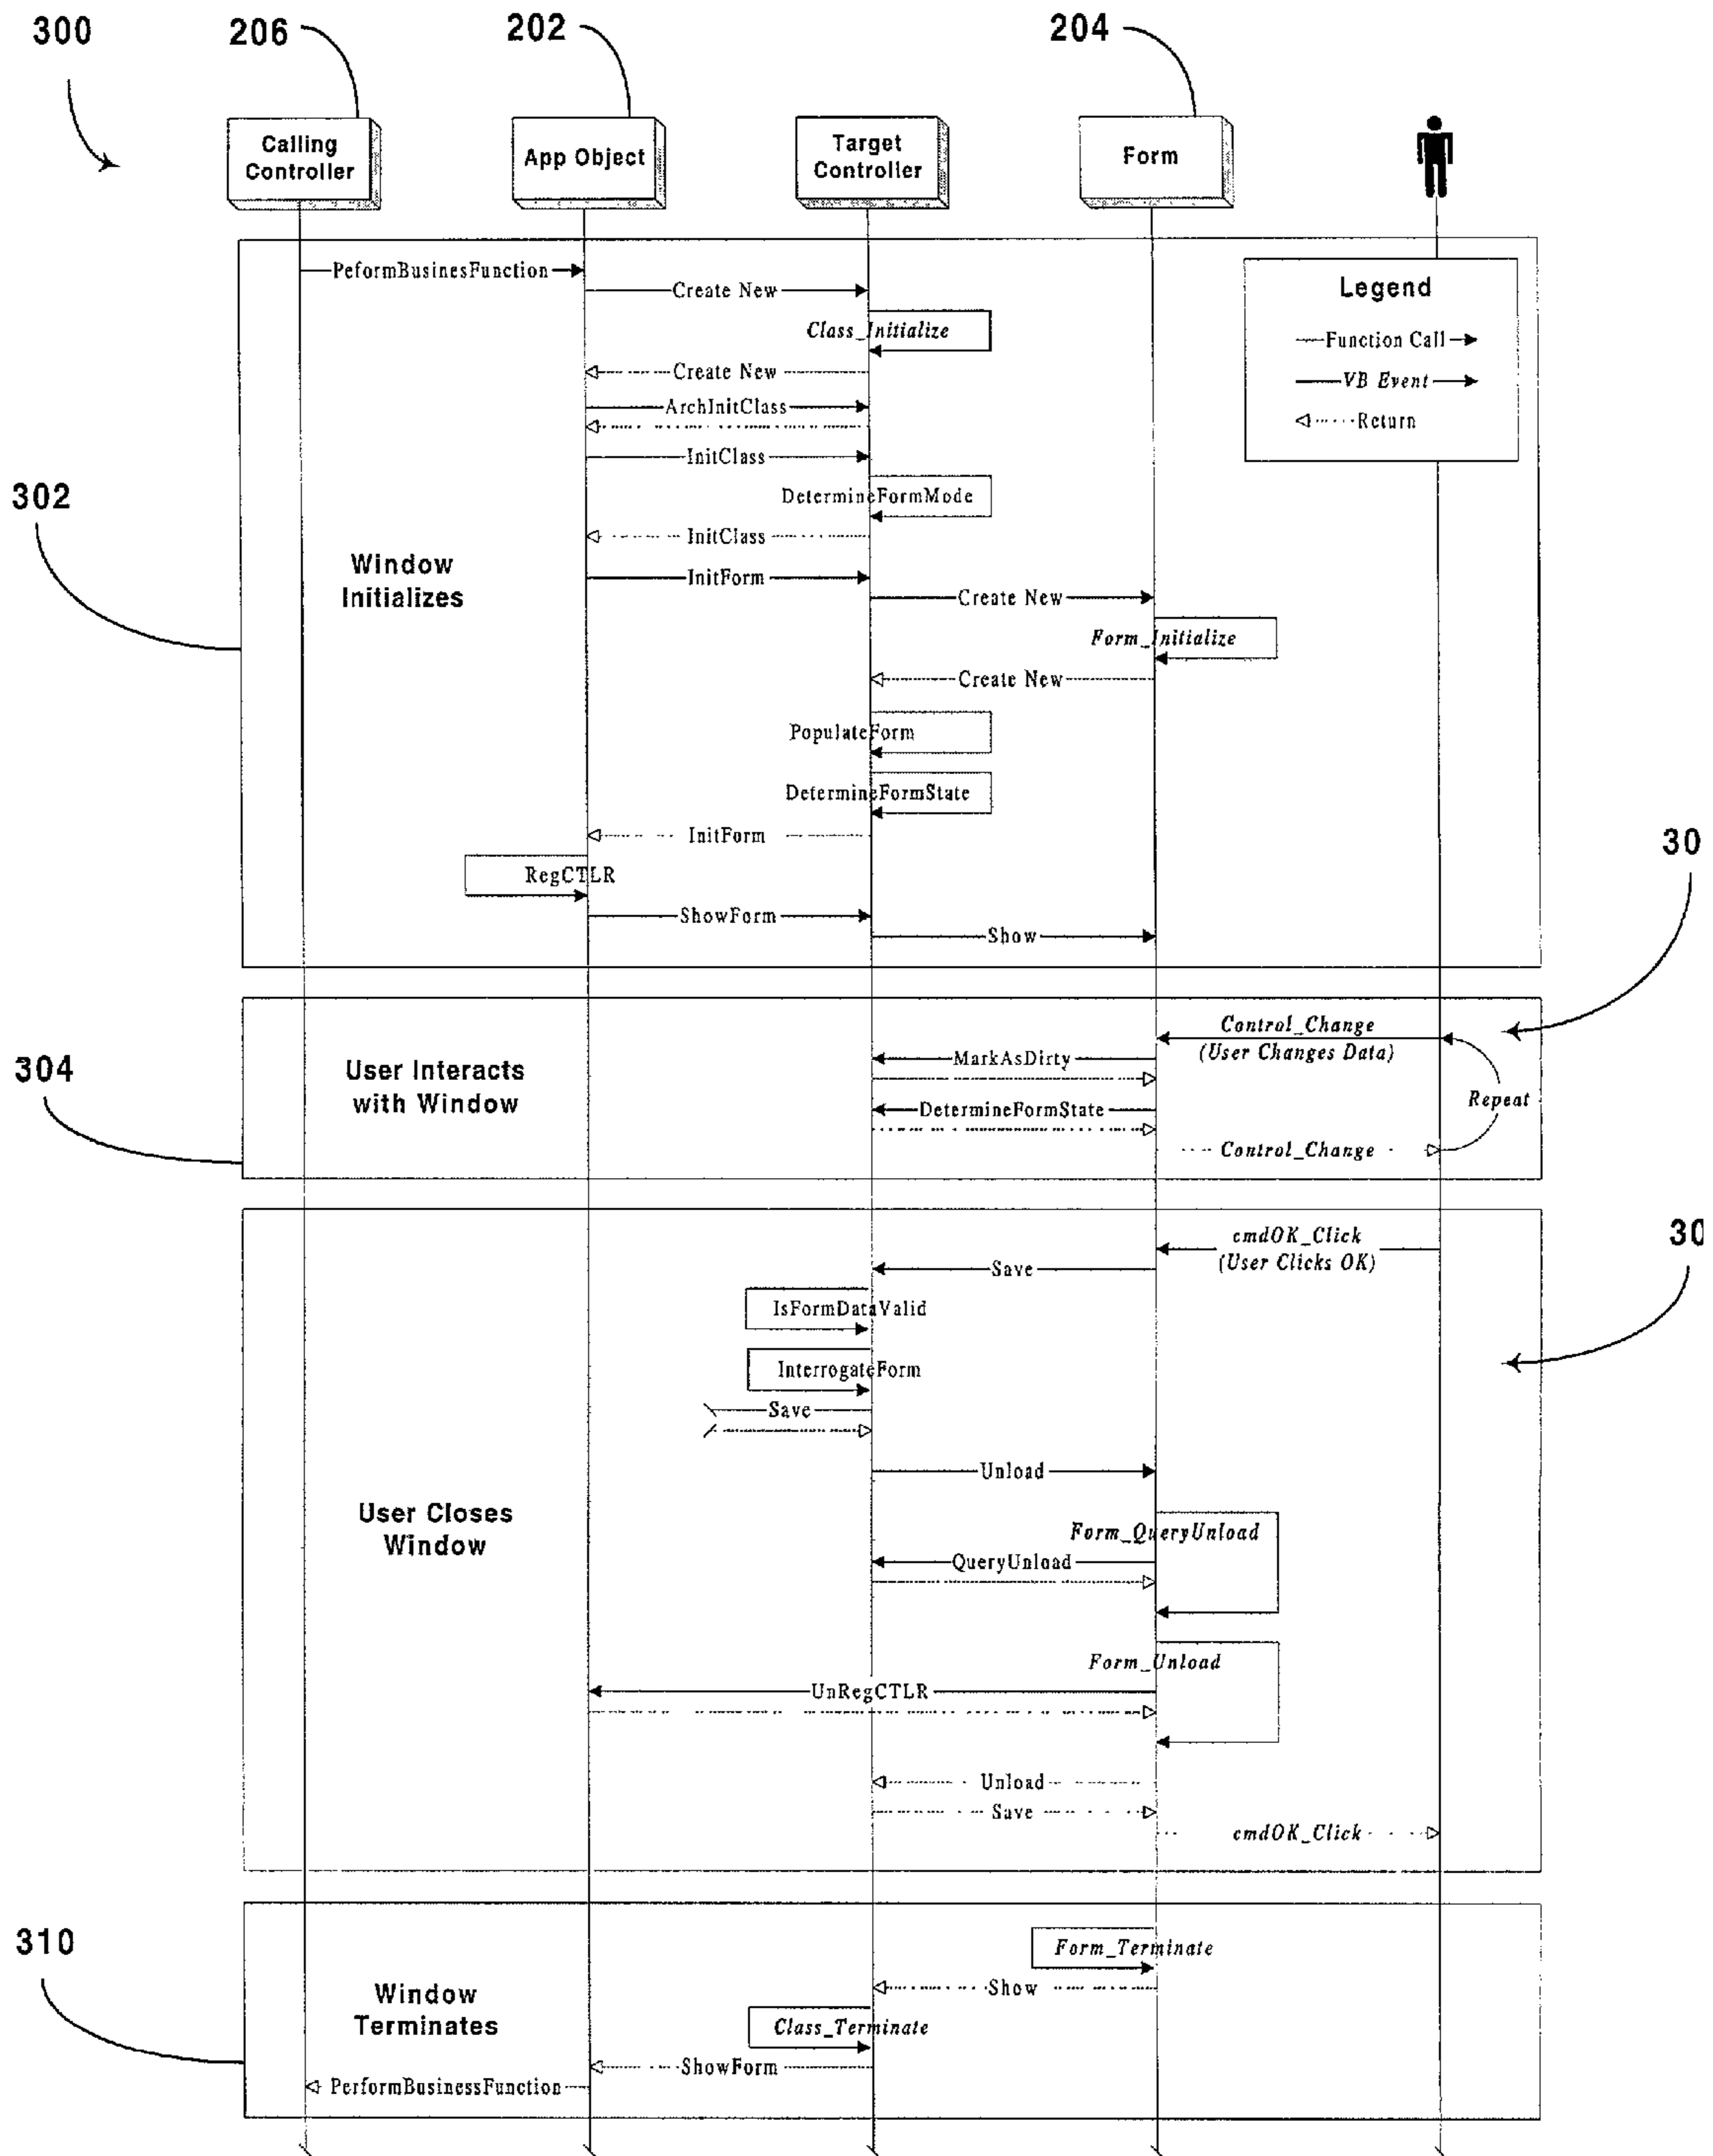 300
206
202
204
Calling
Controller
App Object
Target
Controller
Form
PeformBusinesFunction
Create New
Class_Initialize
Create New
ArchInitClass
InitClass
DetermineFormMode
InitClass
InitForm
Create New
Form_Initialize
Create New
PopulateForm
DetermineFormState
InitForm
RegCTLR
ShowForm
Show
Legend
Function Call
VB Event
Return
302
Window
Initializes
30
Control_Change
(User Changes Data)
MarkAsDirty
DetermineFormState
Repeat
Control_Change
304
User Interacts
with Window
30
cmdOK_Click
(User Clicks OK)
Save
IsFormDataValid
InterrogateForm
Save
Unload
User Closes
Window
Form_QueryUnload
QueryUnload
Form_Unload
UnRegCTLR
Unload
Save
cmdOK_Click
310
Window
Terminates
Form_Terminate
Show
Class_Terminate
ShowForm
PerformBusinessFunction